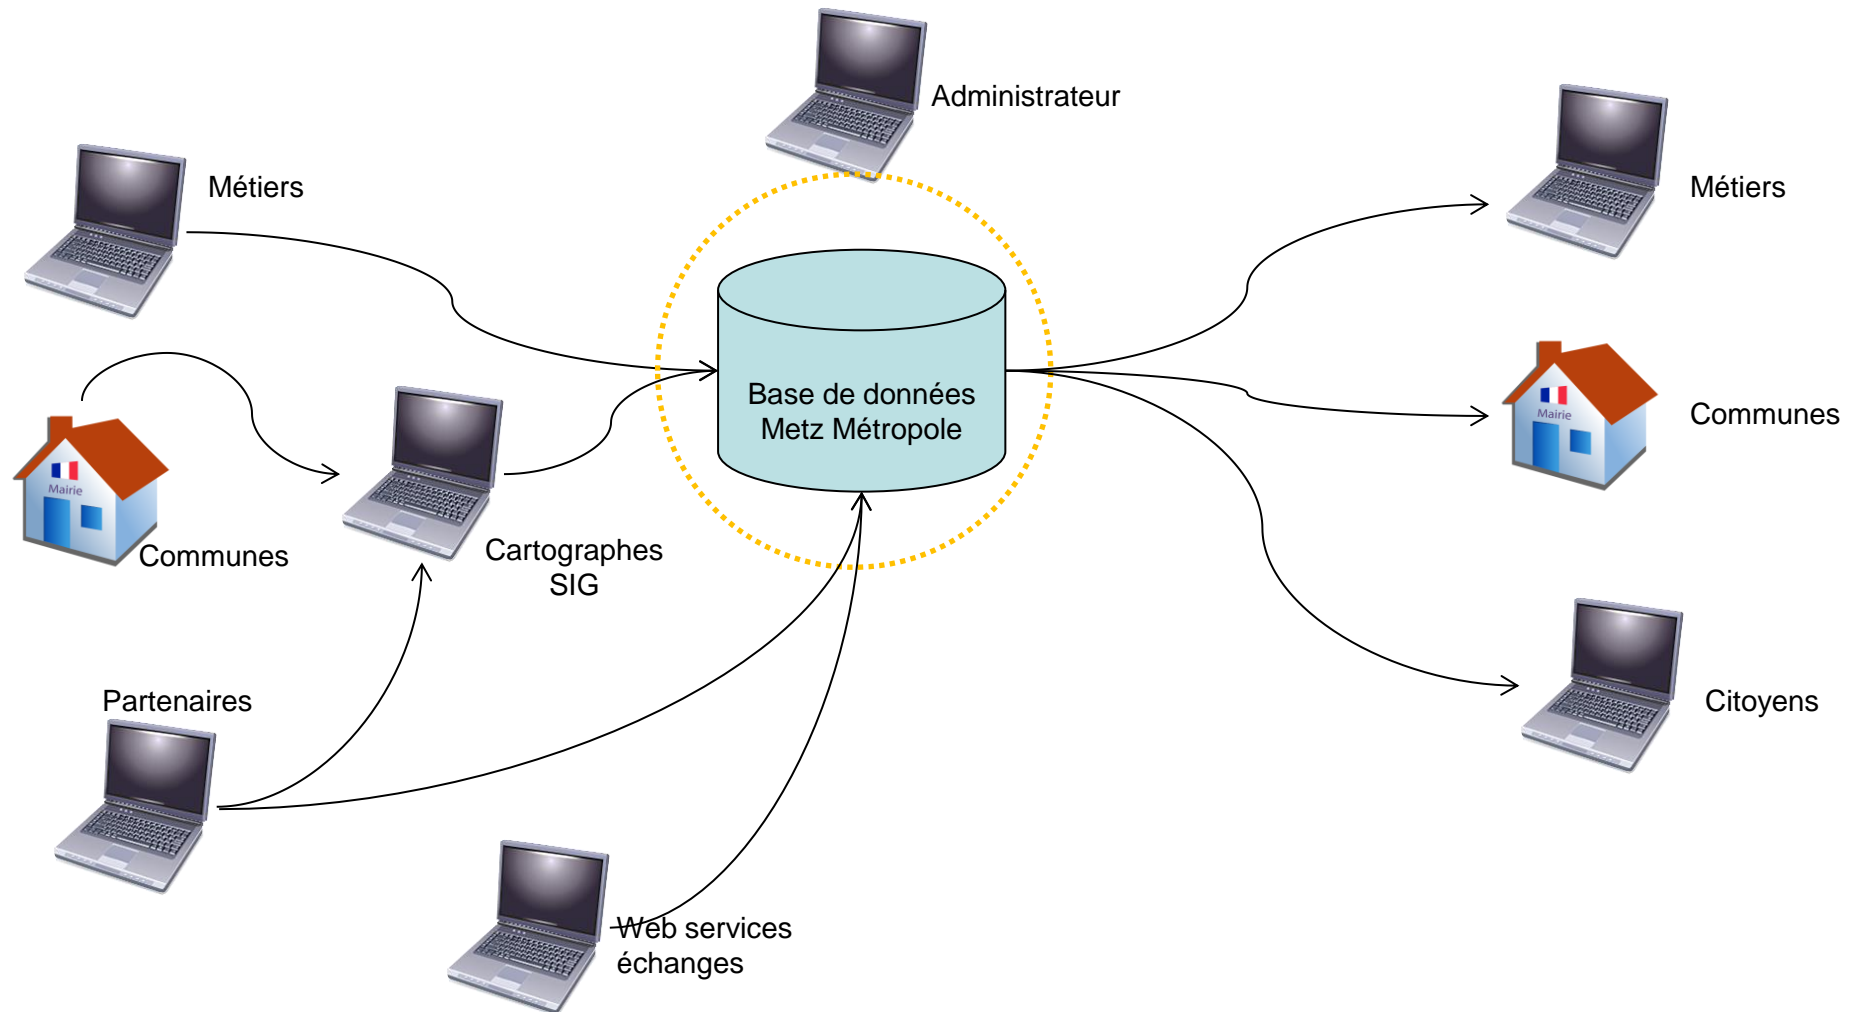 Administrateur
Métiers
Métiers
Base de données
Metz Métropole
Mairie
Communes
Mairie
Communes
Cartographes
SIG
Partenaires
Citoyens
Web services
échanges